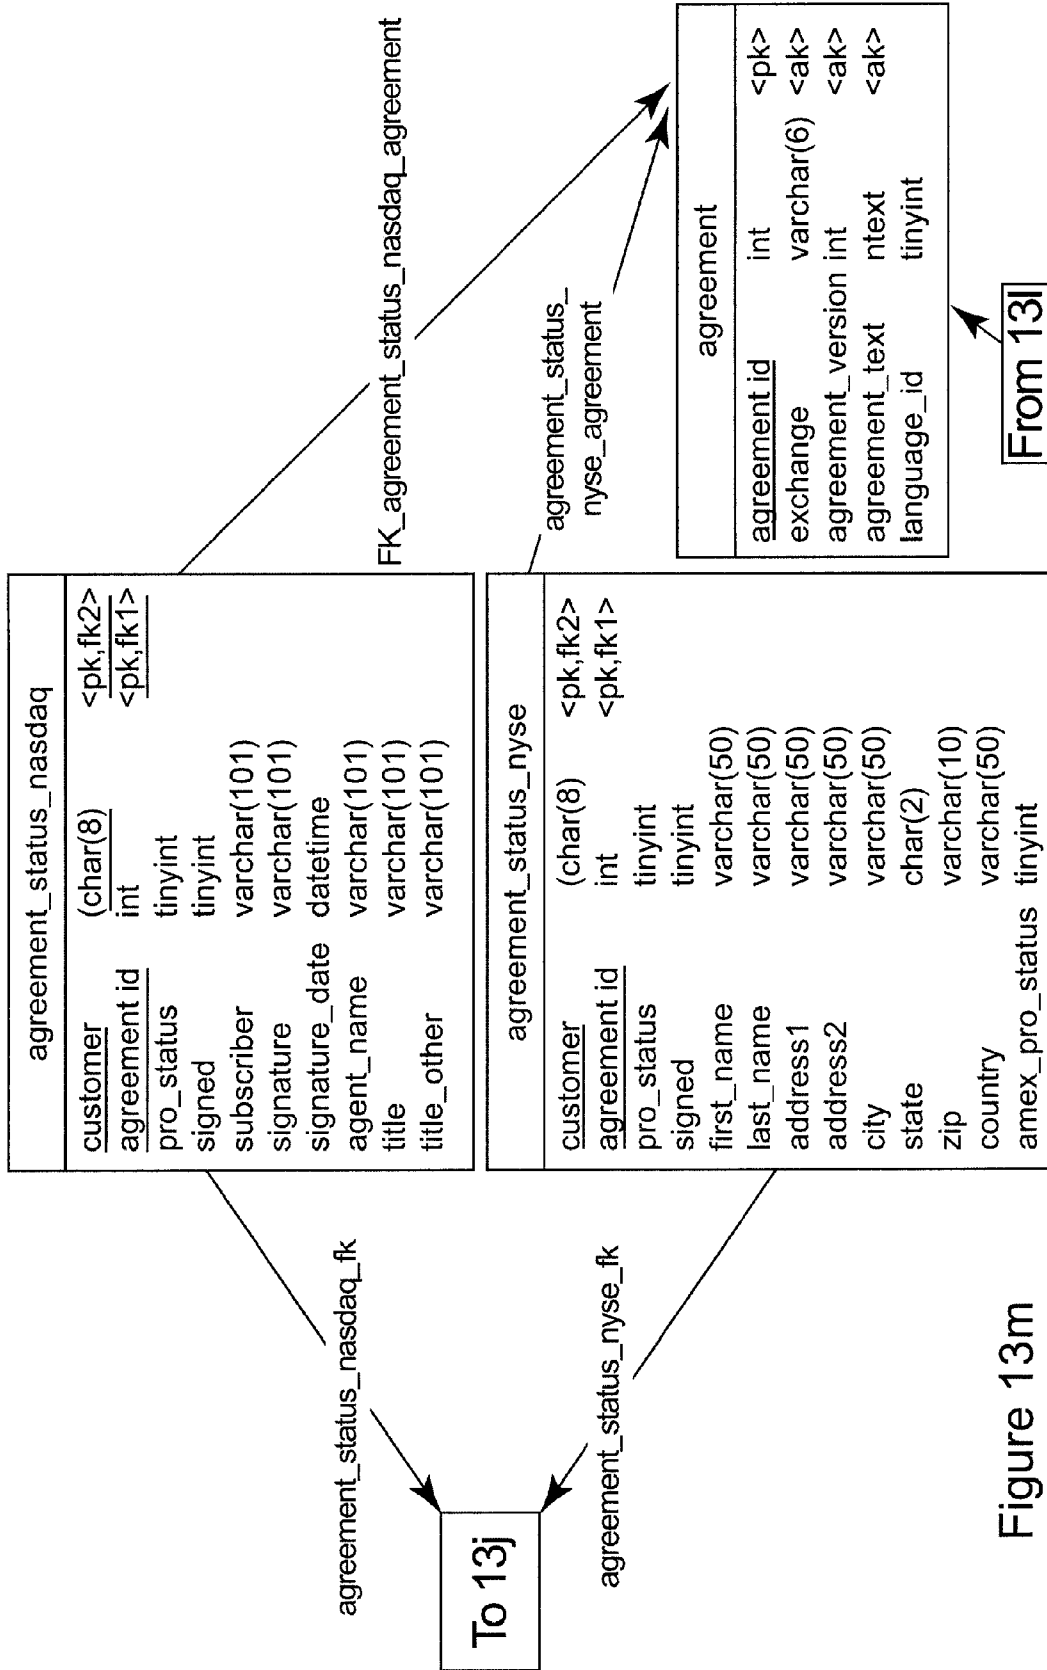 agreement_status_nasdaq
customer (char(8) <pk,fk2>
agreement id int <pk,fk1>
pro_status tinyint
signed tinyint
subscriber varchar(101)
signature varchar(101)
signature_date datetime
agent_name varchar(101)
title varchar(101)
title_other varchar(101)
agreement_status_nasdaq_fk
FK_agreement_status_nasdaq_agreement
To 13j
agreement_status_nyse_fk
agreement_status_
nyse_agreement
agreement_status_nyse
customer (char(8) <pk,fk2>
agreement id int <pk,fk1>
pro_status tinyint
signed tinyint
first_name varchar(50)
last_name varchar(50)
address1 varchar(50)
address2 varchar(50)
city varchar(50)
state char(2)
zip varchar(10)
country varchar(50)
amex_pro_status tinyint
agreement
agreement id int <pk>
exchange varchar(6) <ak>
agreement_version int <ak>
agreement_text ntext <ak>
language_id tinyint
From 13l
Figure 13m